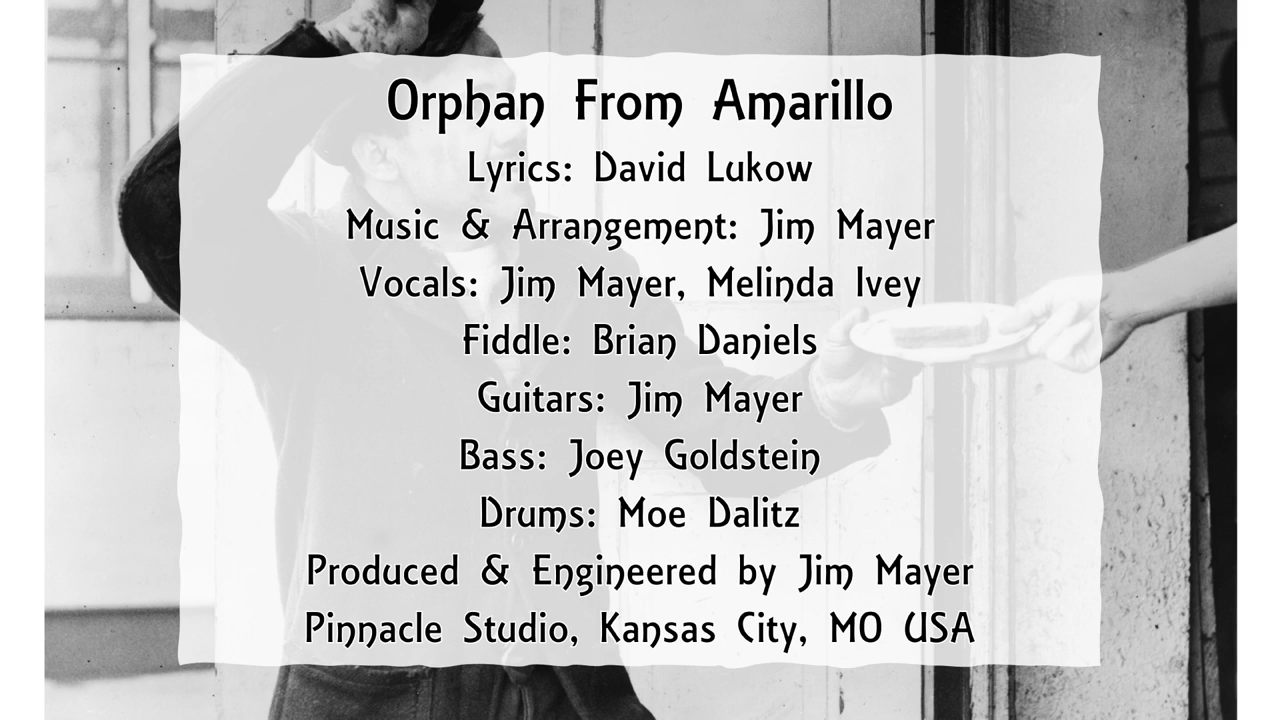 Orphan From Amarillo
Lyrics: David Lukow
Music & Arrangement: Jim Mayer
Vocals: Jim Mayer, Melinda Ivey
Fiddle: Brian Daniels
Guitars: Jim Mayer
Bass: Joey Goldstein
Drums: Moe Dalitz
Produced & Engineered by Jim Mayer
Pinnacle Studio, Kansas City, MO USA